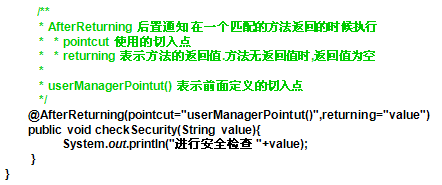 /**
* AfterReturning 后置通知在一个匹配的方法返回的时候执行
* * pointcut 使用的切入点
* * returning 表示方法的返回值.方法无返回值时,返回值为空
*
* userManagerPointut() 表示前面定义的切入点
*/
@AfterReturning(pointcut="userManagerPointut()",returning="value")
public void checkSecurity(String value){
System.out.println("进行安全检查 "+value);
}
}